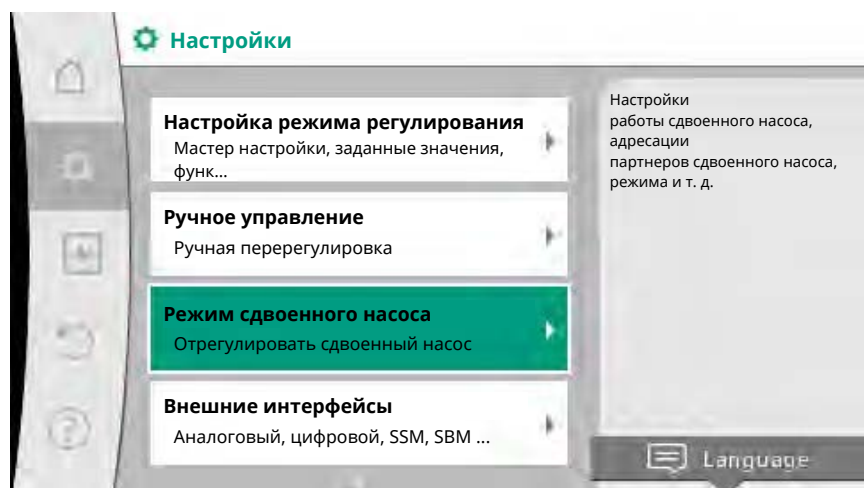 Настройки
Настройка режима регулирования
Мастер настройки, заданные значения,
функ...
Ручное управление
Ручная перерегулировка
Режим сдвоенного насоса
Отрегулировать сдвоенный насос
Внешние интерфейсы
Аналоговый, цифровой, SSM, SBM ...
Настройки
работы сдвоенного насоса,
адресации
партнеров сдвоенного насоса,
режима и т. д.
Language